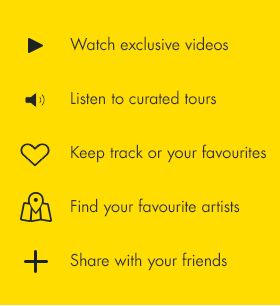 Watch exclusive videos
Listen to curated tours
Keep track or your favourites
Find your favourite artists
Share with your friends